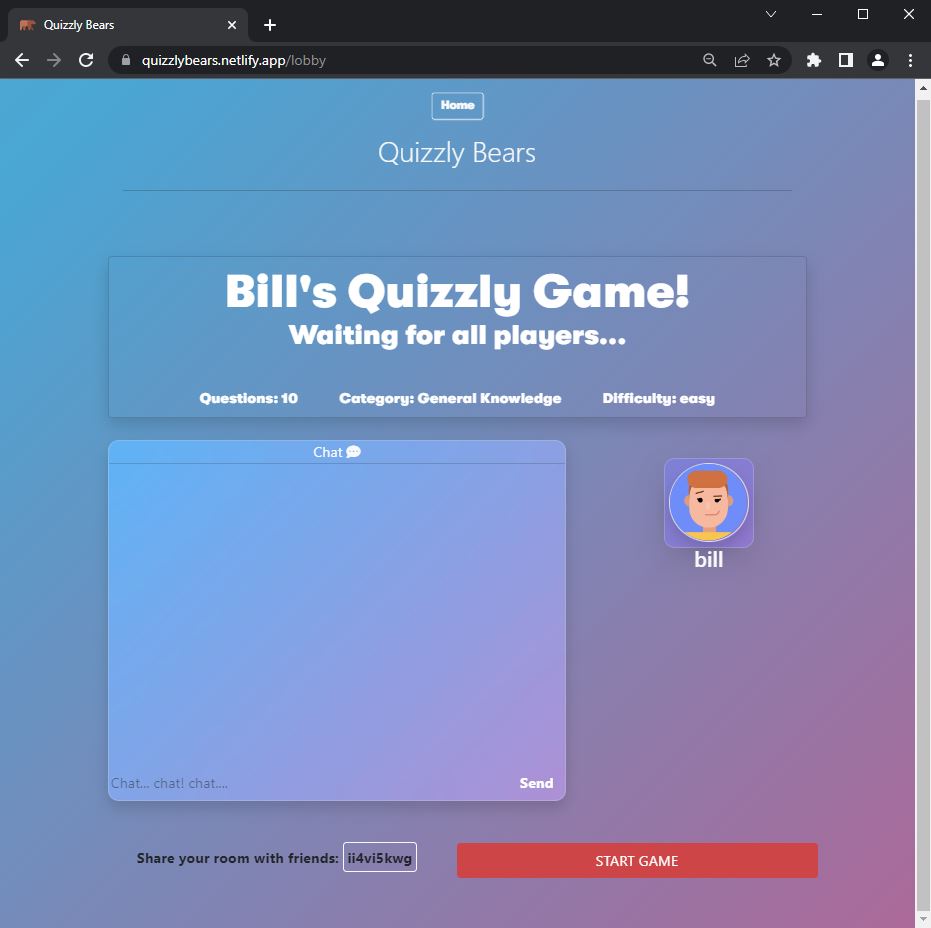 Quizzly Bears
quizzlybears.netlify.app/lobby
Home
Quizzly Bears
Bill's Quizzly Game!
Waiting for all players...
Questions: 10 Category: General Knowledge Difficulty: easy
Chat
bill
Chat... chat! chat....
Send
Share your room with friends: ii4vi5kwg
START GAME